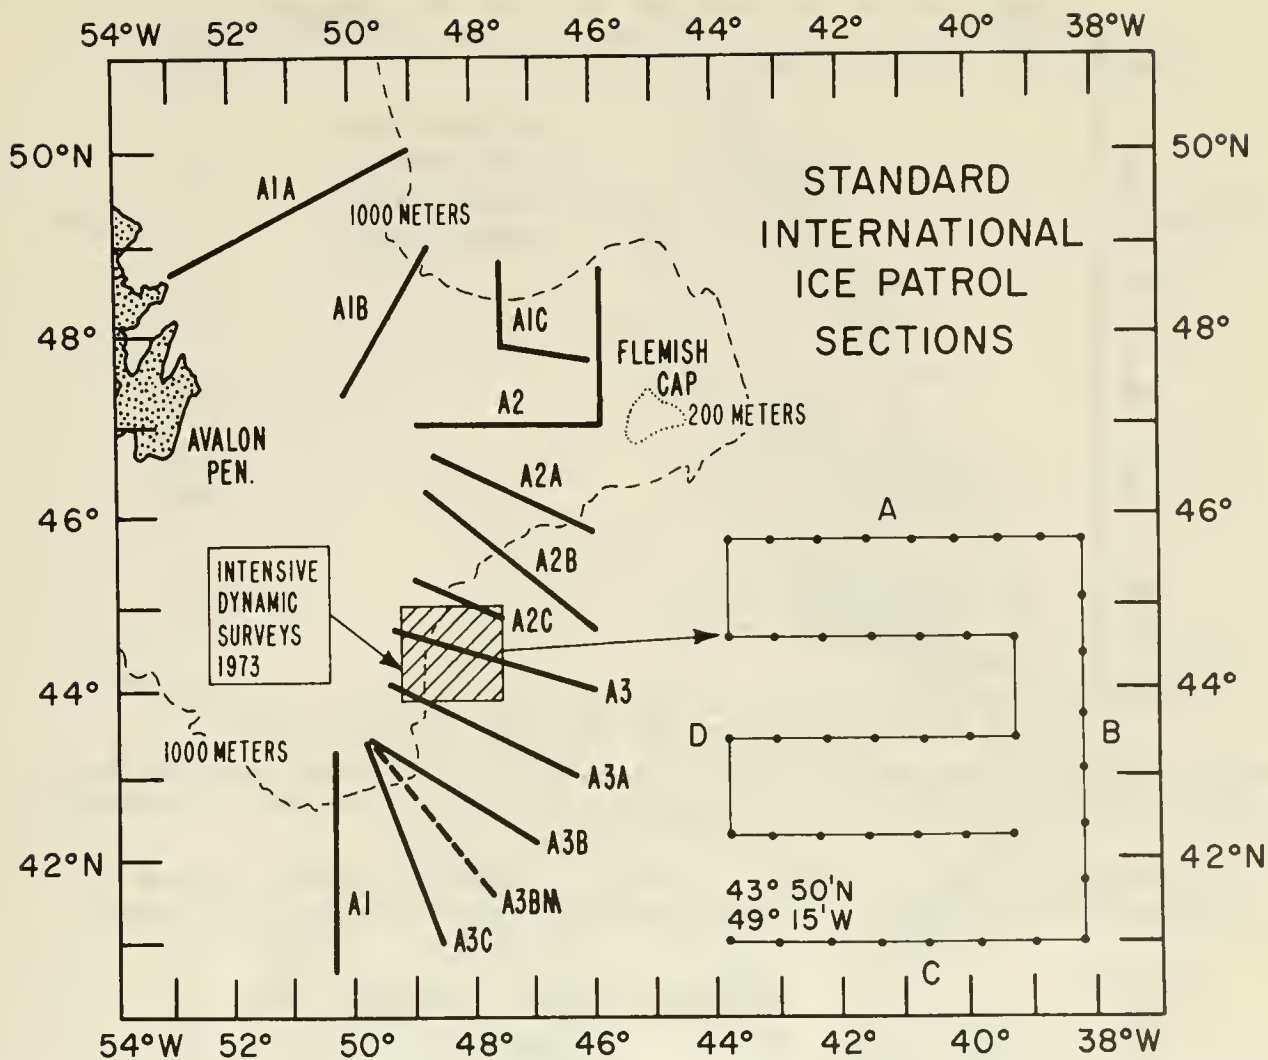 54°W 52° 50° 48° 46° 44° 42° 40° 38°W
50°N
50°N
STANDARD
INTERNATIONAL
ICE PATROL
SECTIONS
A1A
1000 METERS
A1B
A1C
48°
48°
FLEMISH
CAP
A2
200 METERS
AVALON
PEN.
A2A
46°
46°
A
A2B
INTENSIVE
DYNAMIC
SURVEYS
1973
A2C
44°
44°
A3
D
B
1000 METERS
A3A
A3B
42°N
42°N
A1
A3BM
43° 50'N
49° 15'W
A3C
C
54°W 52° 50° 48° 46° 44° 42° 40° 38°W